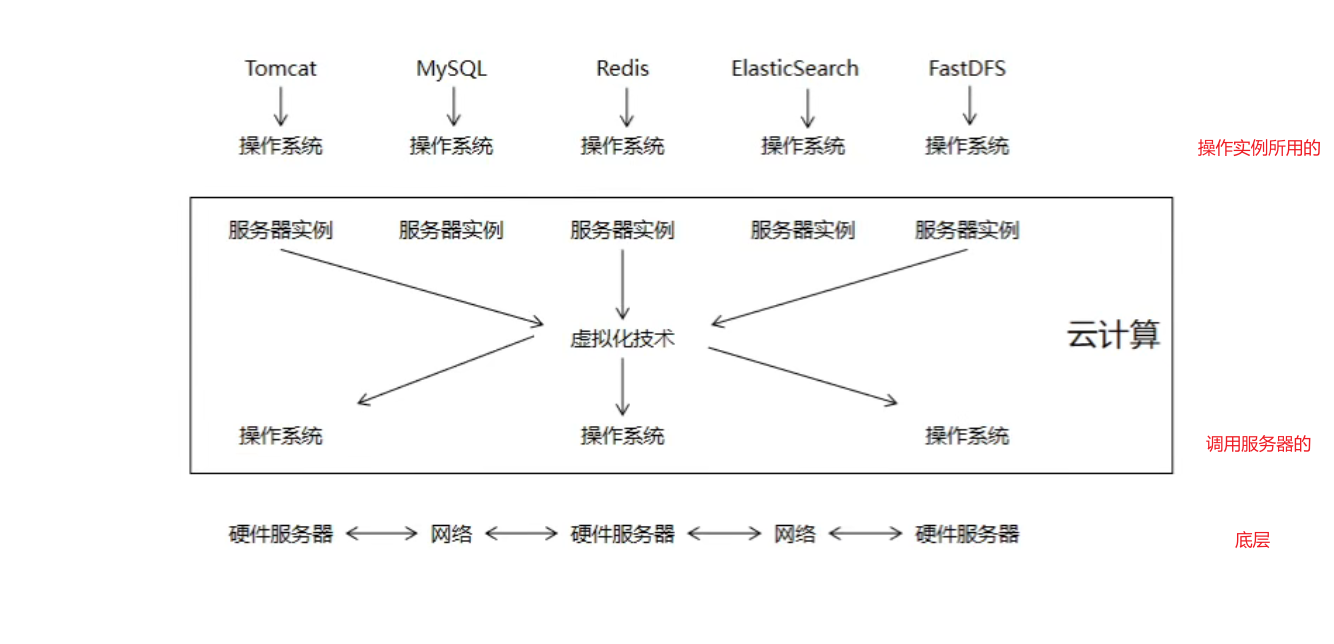 Tomcat MySQL Redis ElasticSearch FastDFS
操作系统 操作系统 操作系统 操作系统 操作系统 操作实例所用的
服务器实例 服务器实例 服务器实例 服务器实例 服务器实例
虚拟化技术 云计算
操作系统 操作系统 操作系统 调用服务器的
硬件服务器 网络 硬件服务器 网络 硬件服务器 底层